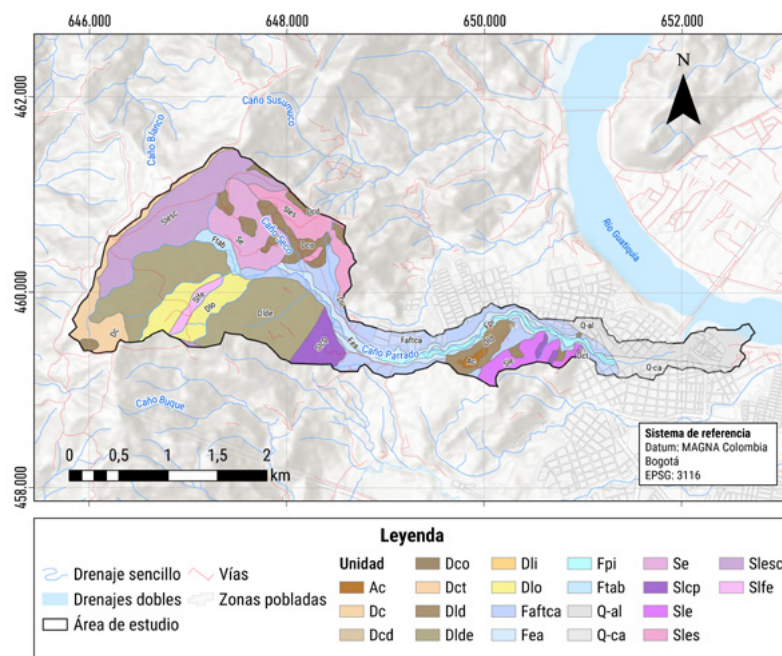 646.000 648.000 650.000 652.000
462.000
460.000
458.000
N
Caño Susumuco
Caño Blanco
Río Guatiquía
Slesc
Sles
Dcd
Caño Seco
Se
Dco
Ftab
Slfe
Dlo
Dlde
Dc
Slcp
Fea
Faftca
Caño Parrado
Q-al
Dld
Ac
Sle
Dct
Q-ca
Caño Buque
0 0,5 1 1,5 2
km
Sistema de referencia
Datum: MAGNA Colombia
Bogotá
EPSG: 3116
Leyenda
Drenaje sencillo
Vías
Drenajes dobles
Zonas pobladas
Área de estudio
Unidad
Ac
Dc
Dcd
Dco
Dct
Dld
Dlde
Dli
Dlo
Faftca
Fea
Fpi
Ftab
Q-al
Q-ca
Se
Slcp
Sle
Sles
Slesc
Slfe